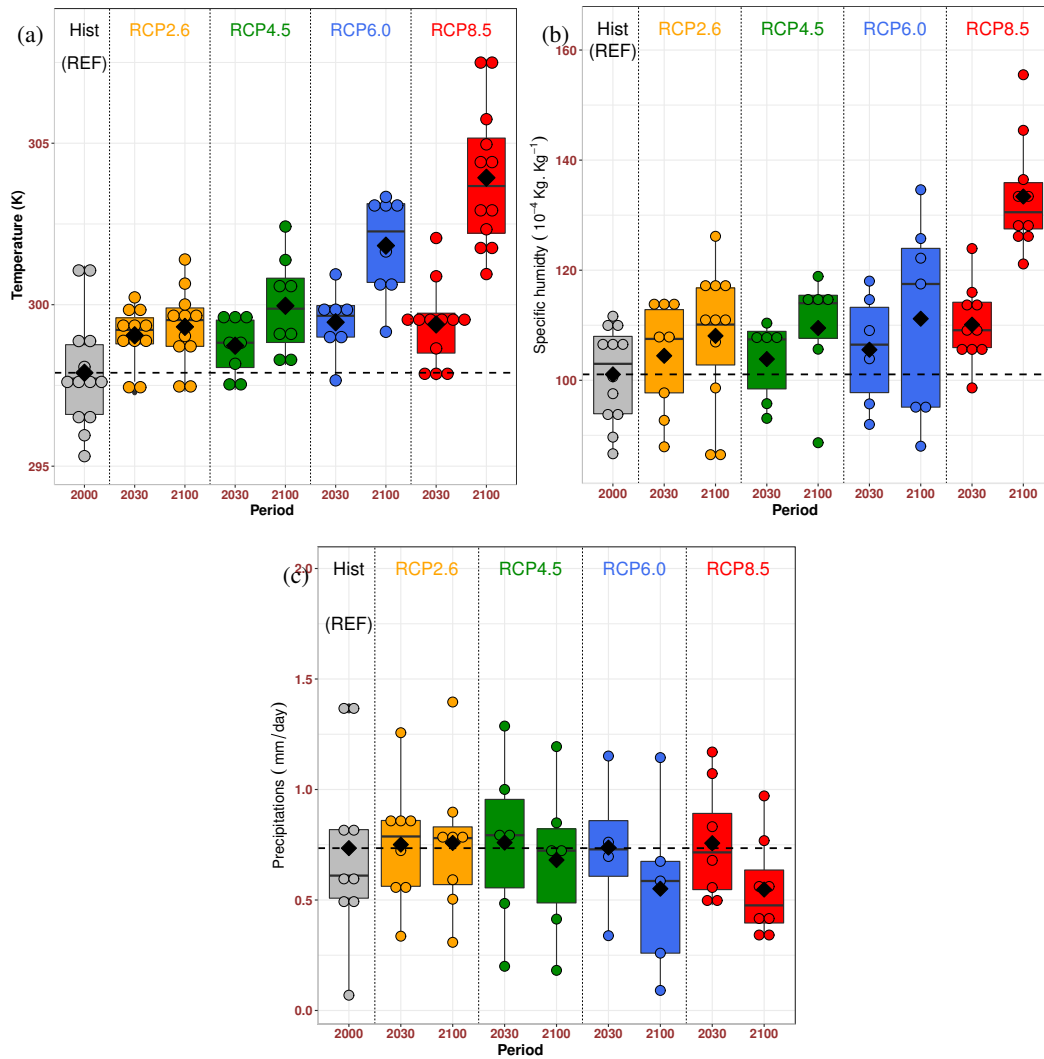 (a)
Hist
(REF)
RCP2.6
RCP4.5
RCP6.0
RCP8.5
305
300
295
Temperature (K)
2000
2030
2100
2030
2100
2030
2100
2030
2100
Period
(b)
Hist
(REF)
RCP2.6
RCP4.5
RCP6.0
RCP8.5
160
140
120
100
Specific humidty ( 10⁻⁴ Kg. Kg⁻¹)
2000
2030
2100
2030
2100
2030
2100
2030
2100
Period
(c)
Hist
(REF)
RCP2.6
RCP4.5
RCP6.0
RCP8.5
2.0
1.5
1.0
0.5
0.0
Precipitations ( mm/day)
2000
2030
2100
2030
2100
2030
2100
2030
2100
Period